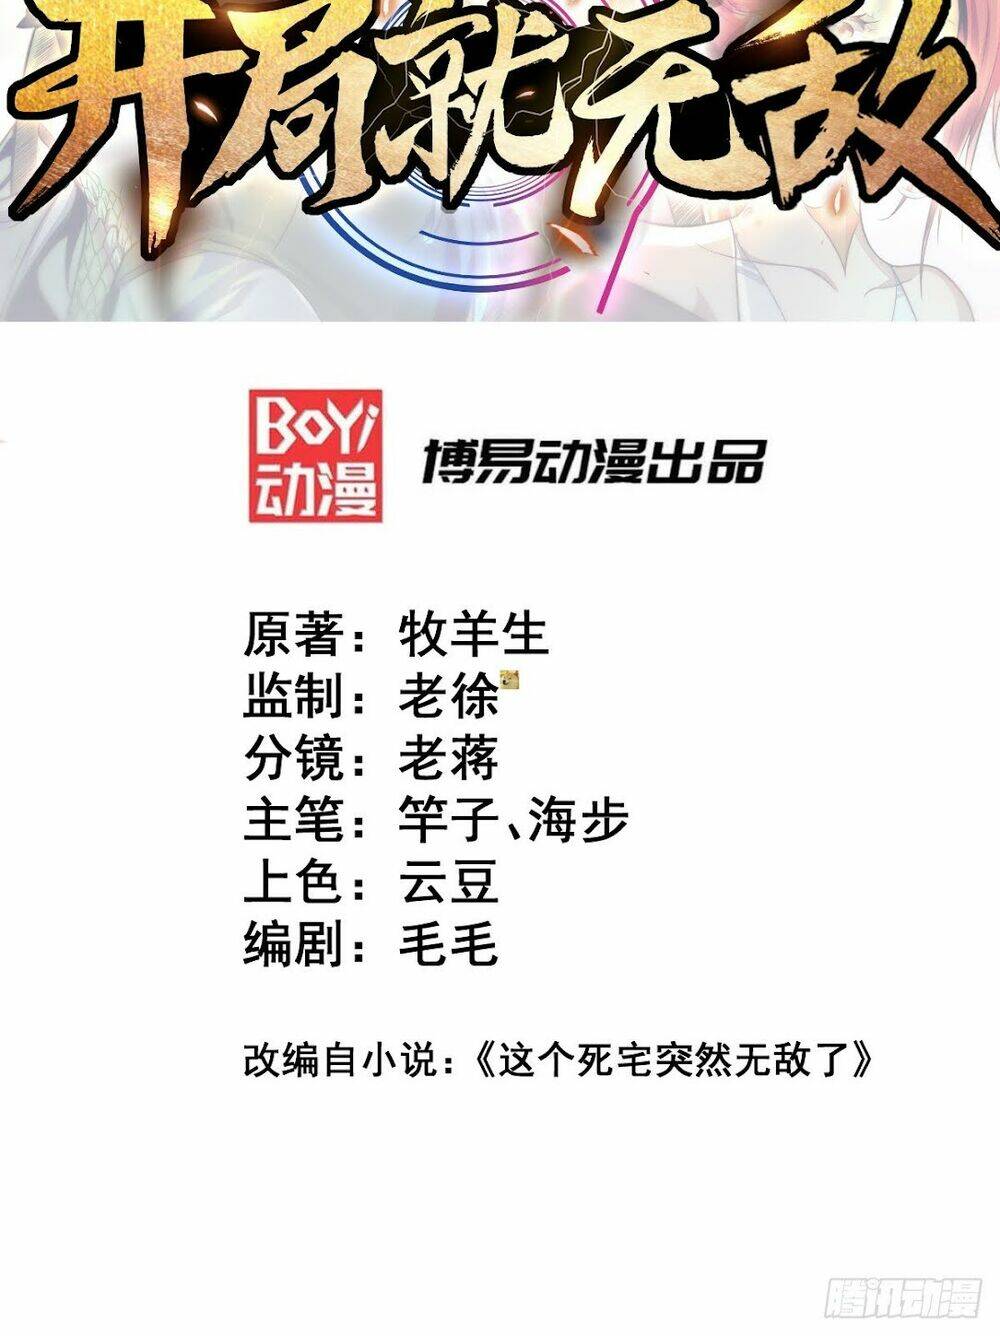 开局就无敌
BOYi
动漫
博易动漫出品
原著：牧羊生
监制：老徐
分镜：老蒋
主笔：竿子、海步
上色：云豆
编剧：毛毛
改编自小说：《这个死宅突然无敌了》
腾讯动漫